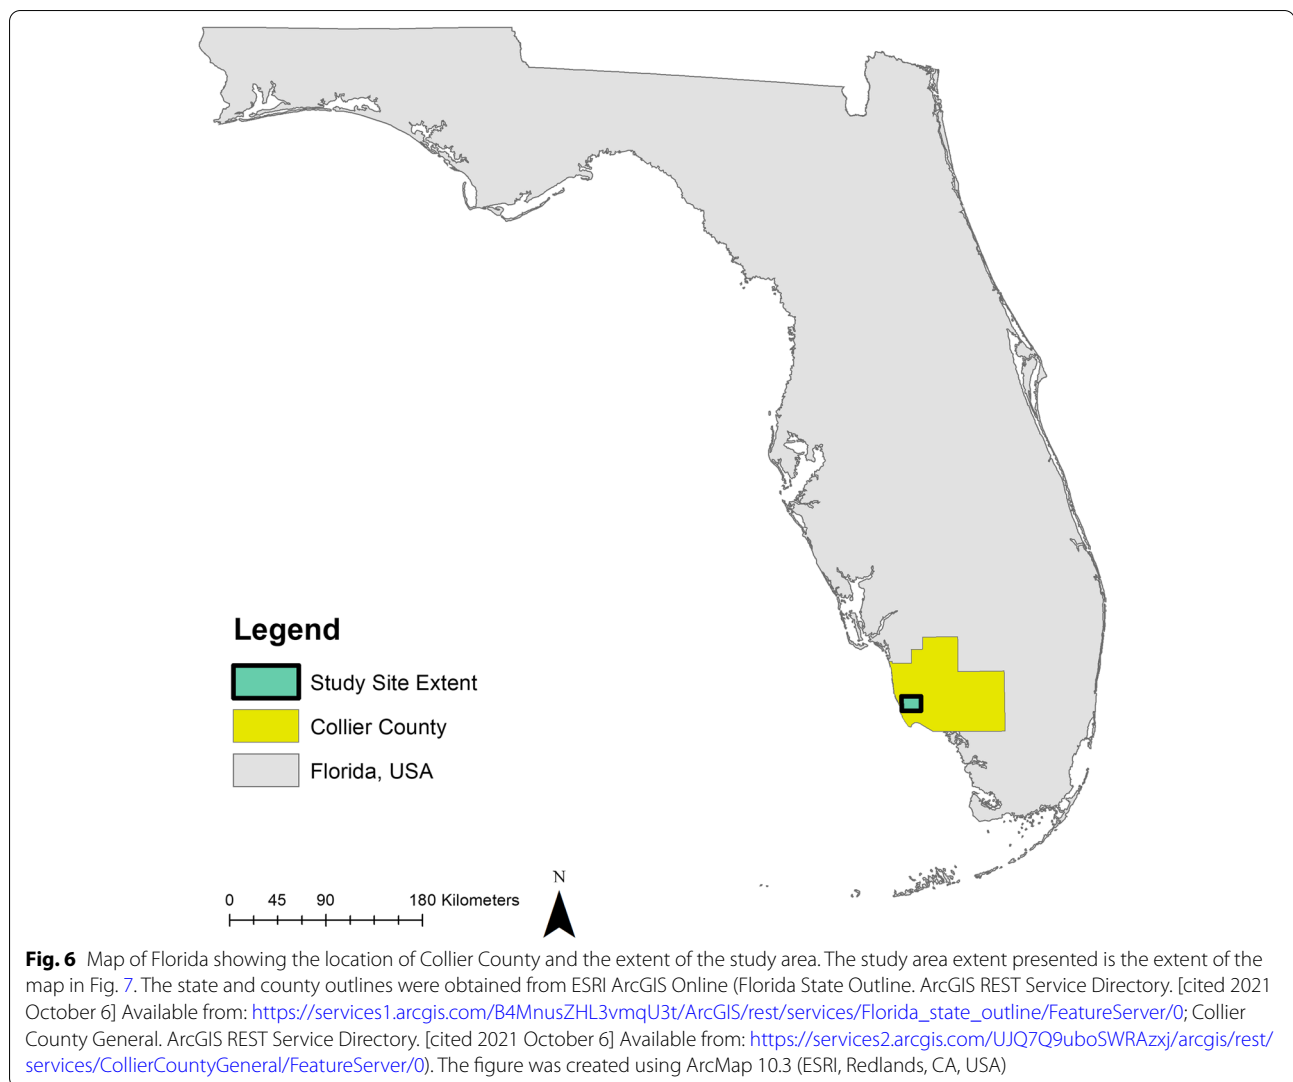 Legend
Study Site Extent
Collier County
Florida, USA
N
0 45 90 180 Kilometers
Fig. 6 Map of Florida showing the location of Collier County and the extent of the study area. The study area extent presented is the extent of the
map in Fig. 7. The state and county outlines were obtained from ESRI ArcGIS Online (Florida State Outline. ArcGIS REST Service Directory. [cited 2021
October 6] Available from: https://services1.arcgis.com/B4MnusZHL3vmqU3t/ArcGIS/rest/services/Florida_state_outline/FeatureServer/0; Collier
County General. ArcGIS REST Service Directory. [cited 2021 October 6] Available from: https://services2.arcgis.com/UJQ7Q9uboSWRAzxj/arcgis/rest/
services/CollierCountyGeneral/FeatureServer/0). The figure was created using ArcMap 10.3 (ESRI, Redlands, CA, USA)